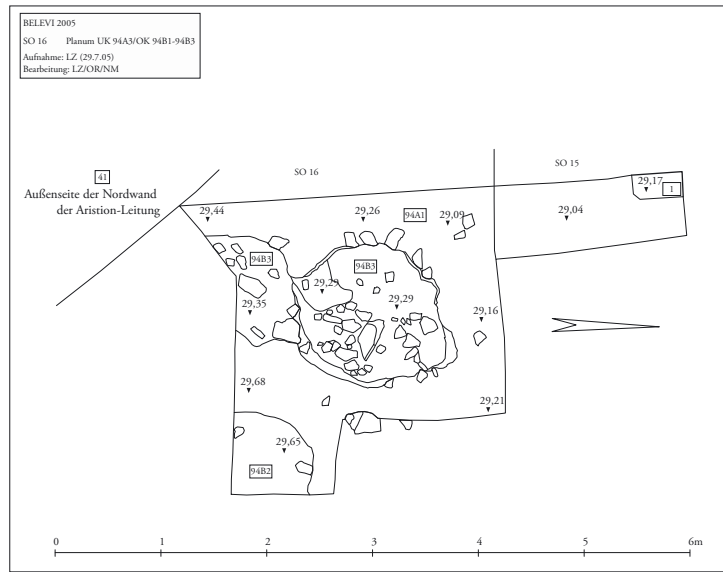 BELEVI 2005
SO 16 Planum UK 94A3/OK 94B1-94B3
Aufnahme: LZ (29.7.05)
Bearbeitung: LZ/OR/NM
SO 15
SO 16
41
Außenseite der Nordwand
der Aristion-Leitung
29,17
1
29,44
29,26
94A1
29,09
29,04
94B3
94B3
29,29
29,29
29,35
29,16
29,68
29,21
29,65
94B2
0 1 2 3 4 5 6m